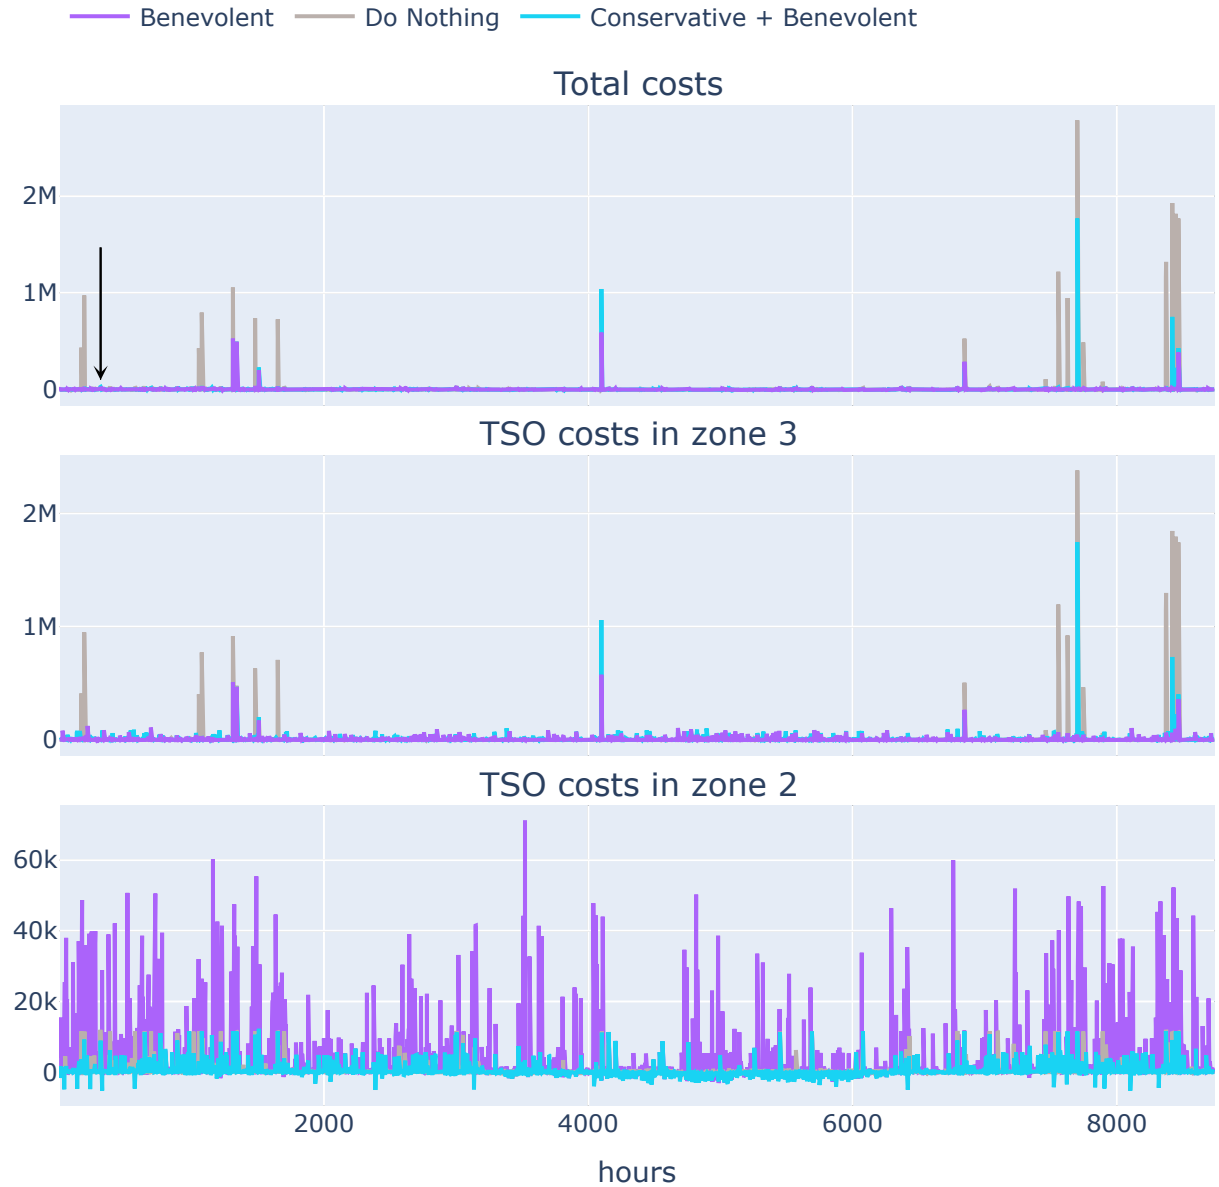 Benevolent Do Nothing Conservative + Benevolent
Total costs
2M
1M
0
TSO costs in zone 3
2M
1M
0
TSO costs in zone 2
60k
40k
20k
0
2000 4000 6000 8000
hours